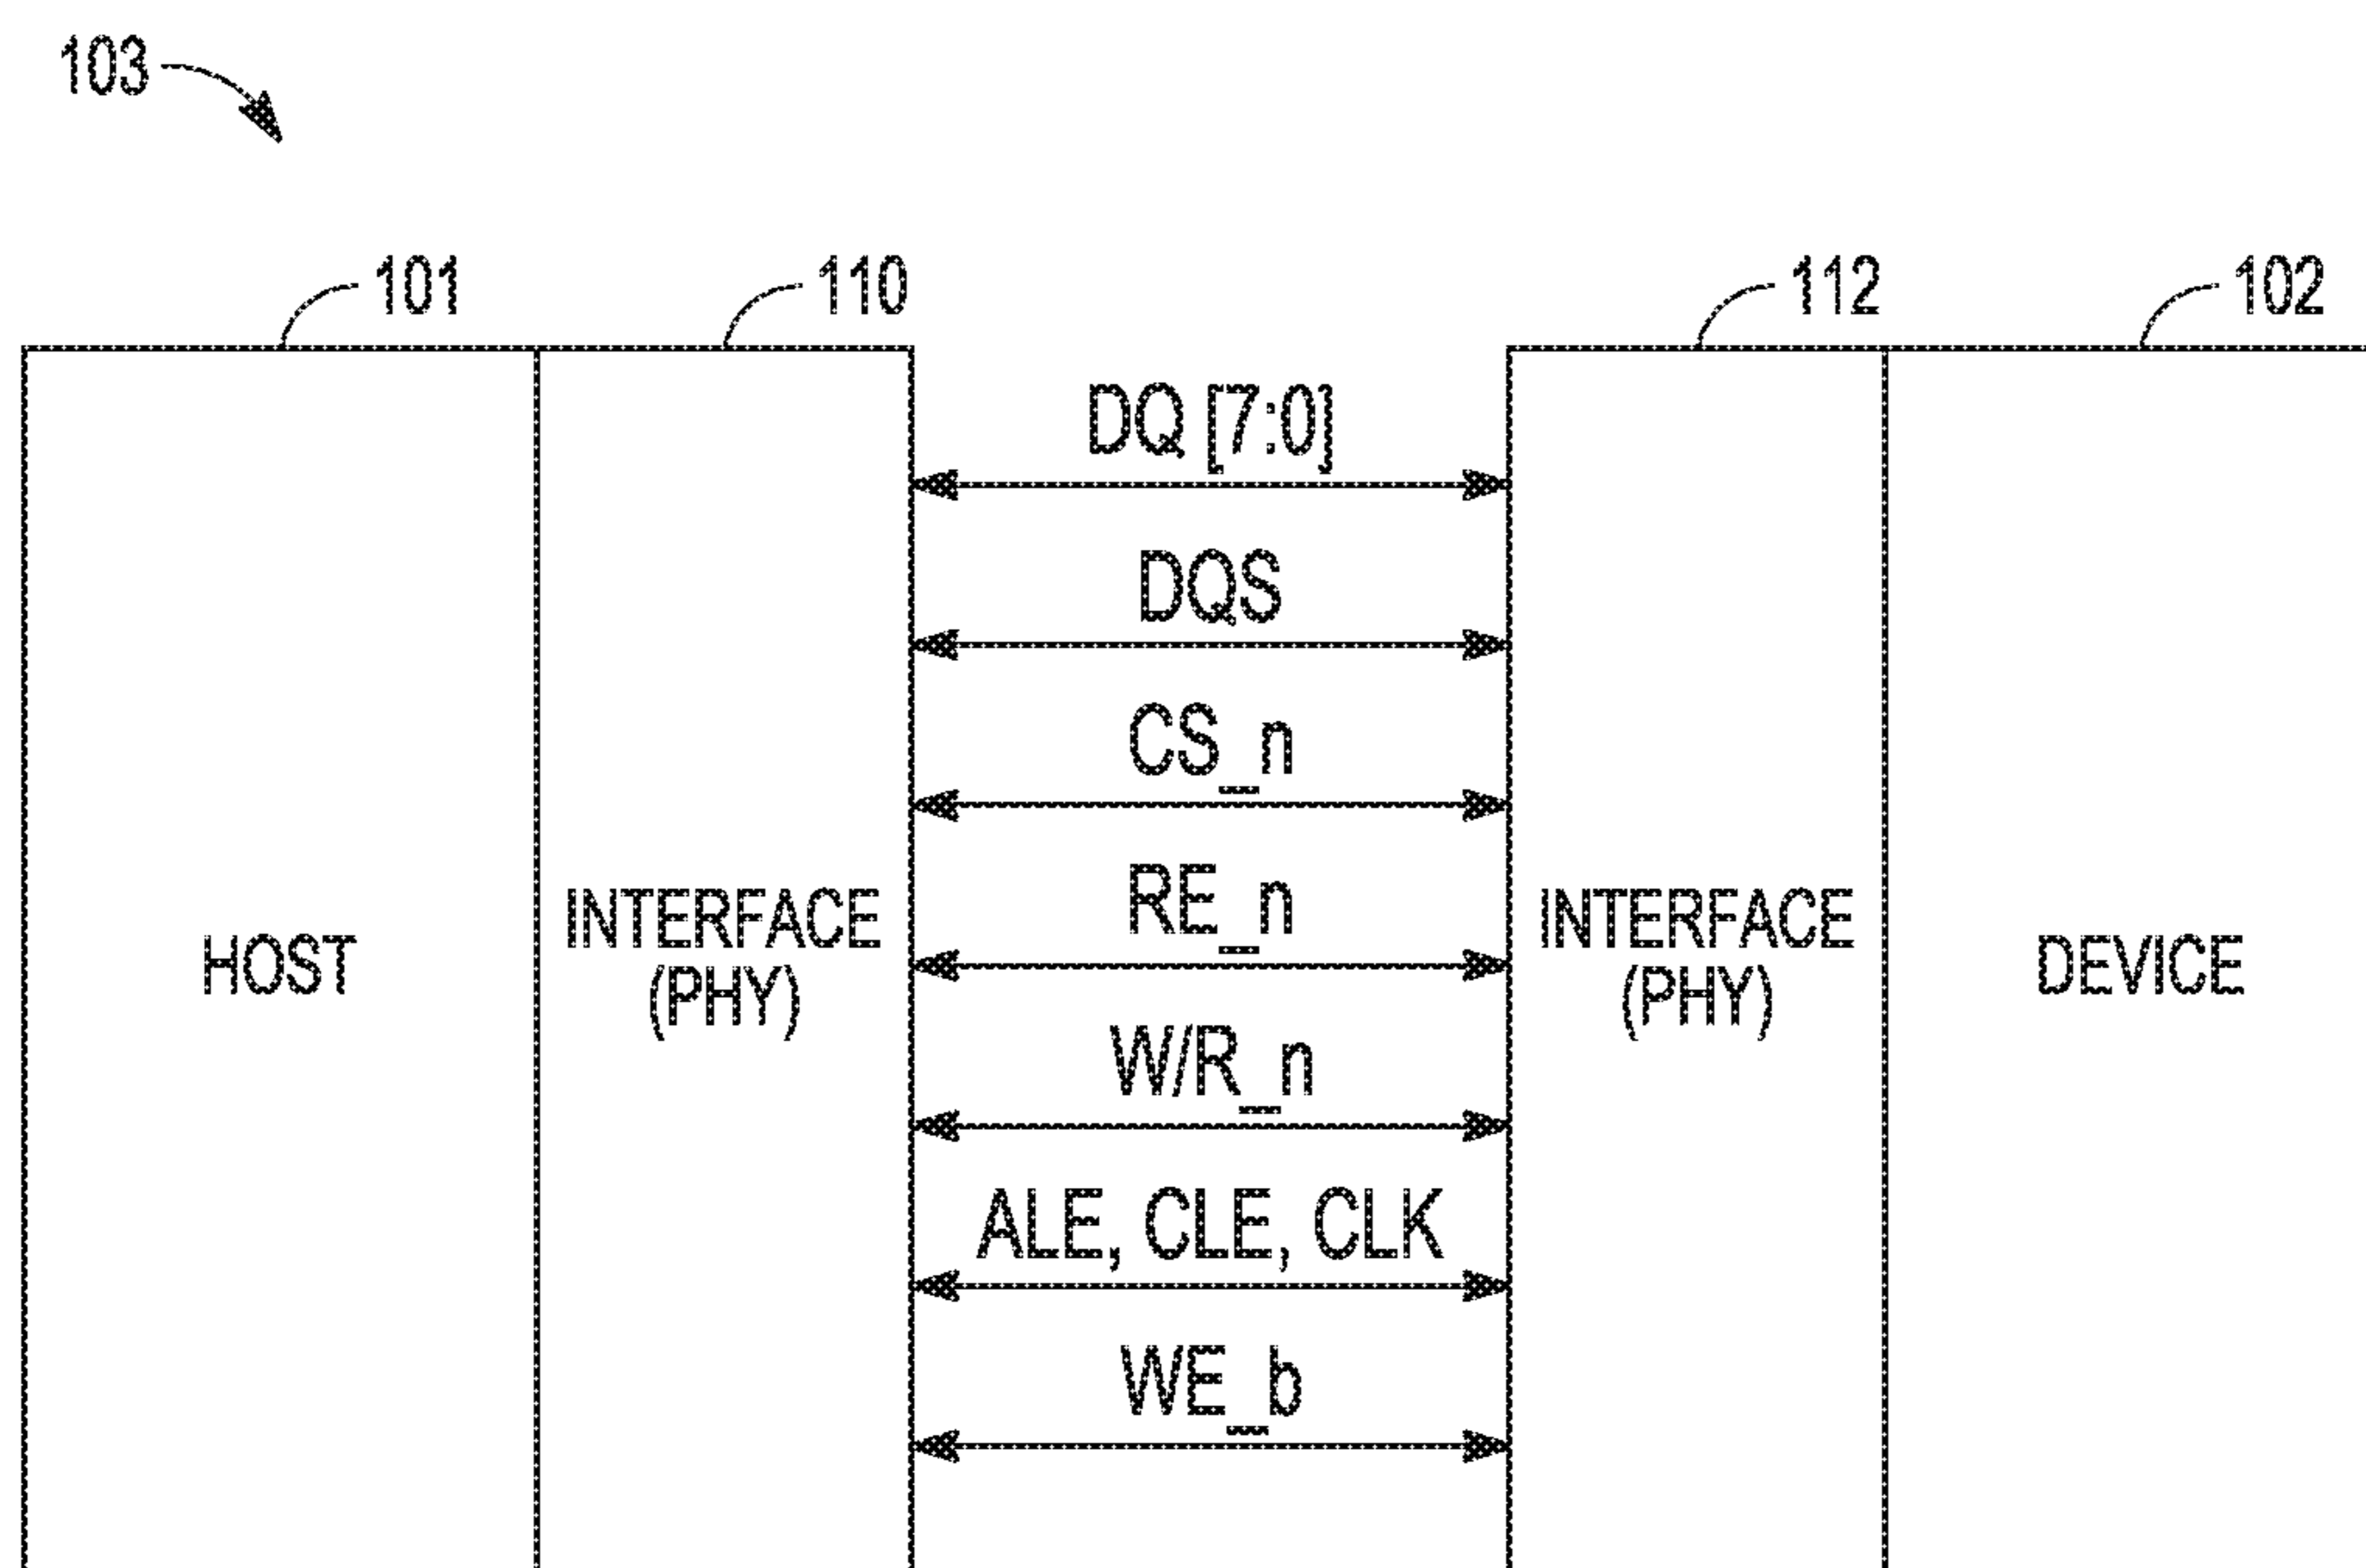 103
101
110
112
102
DQ [7:0]
DQS
CS_n
RE_n
W/R_n
ALE, CLE, CLK
WE_b
HOST
INTERFACE
(PHY)
INTERFACE
(PHY)
DEVICE